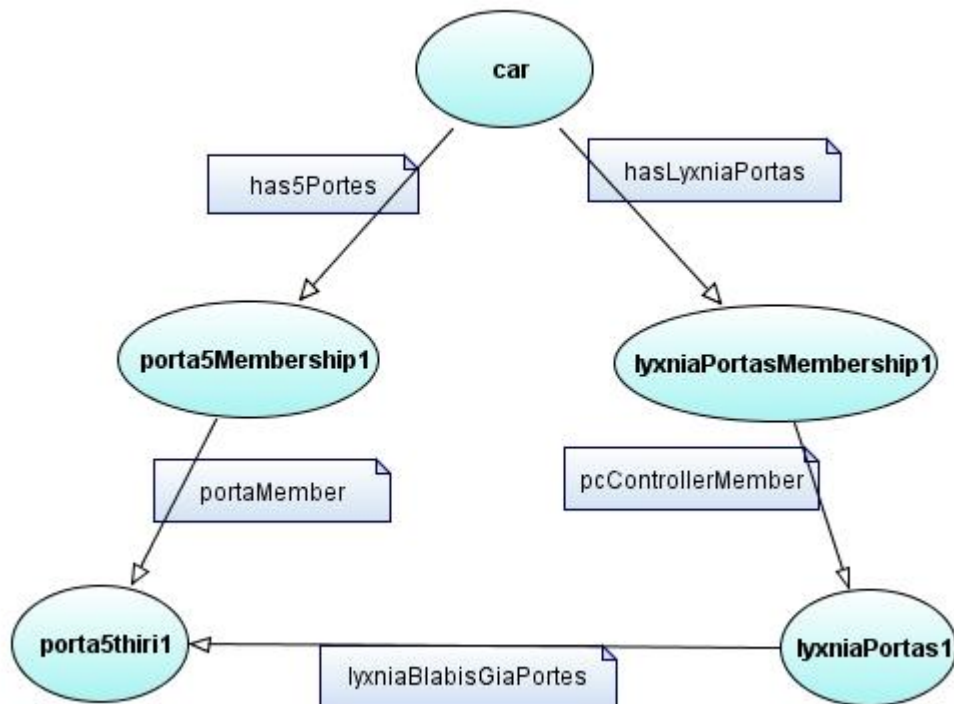 car
has5Portes
hasLyxniaPortas
porta5Membership1
lyxniaPortasMembership1
portaMember
pcControllerMember
porta5thiri1
lyxniaPortas1
lyxniaBlabisGiaPortes